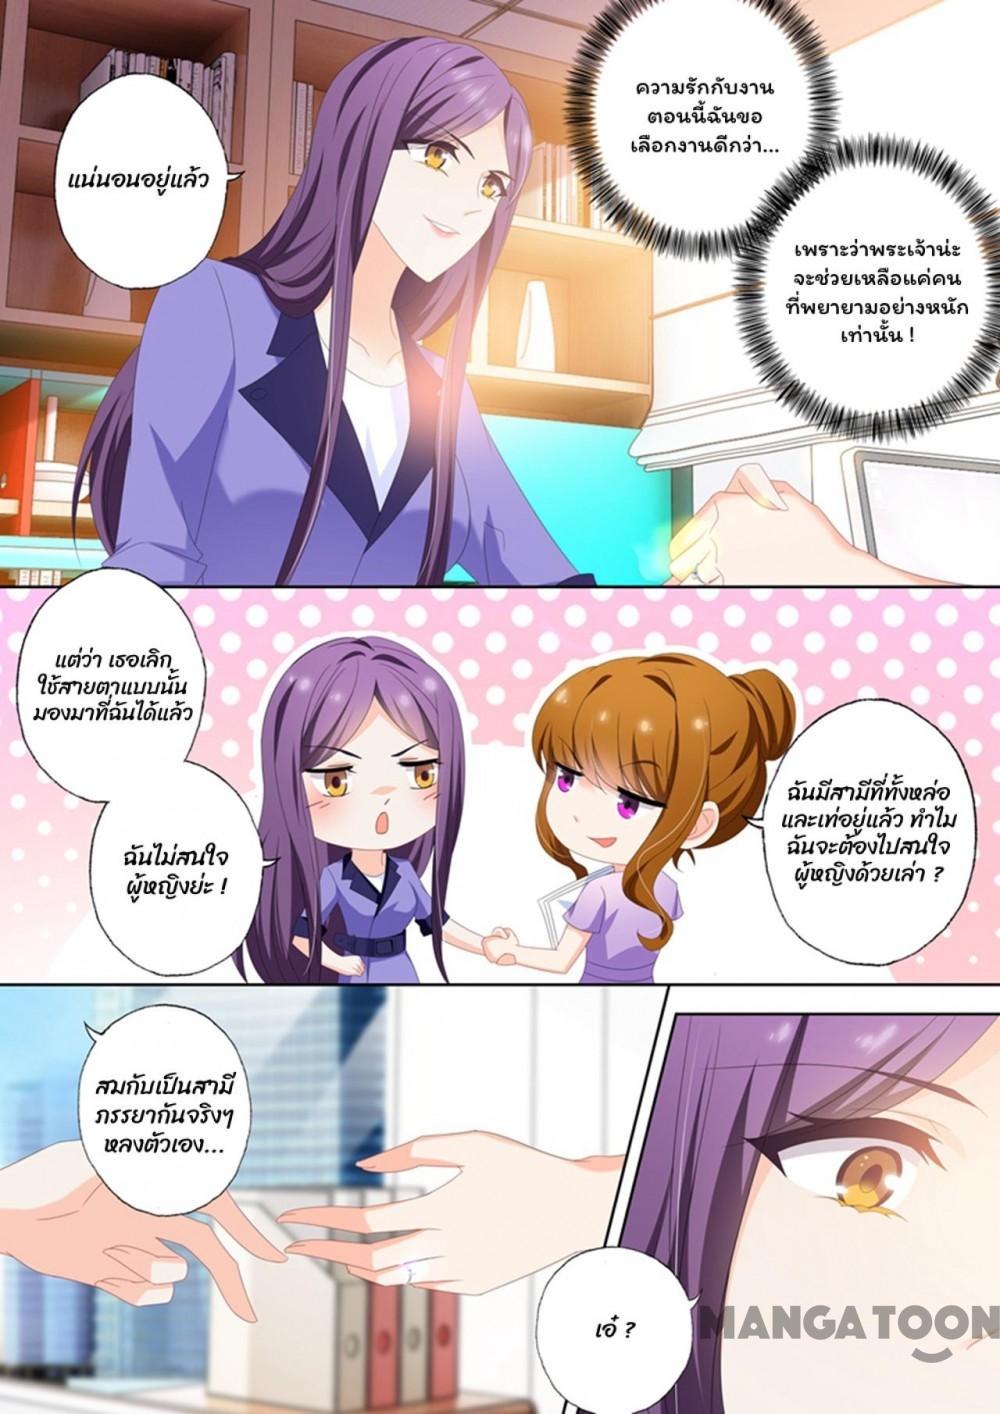 แน่นอนอยู่แล้ว
ความรักกับงาน
ตอนนี้ฉันขอ
เลือกงานดีกว่า...
เพราะว่าพระเจ้าน่ะ
จะช่วยเหลือแค่คน
ที่พยายามอย่างหนัก
เท่านั้น !
แต่ว่า เธอเลิก
ใช้สายตาแบบนั้น
มองมาที่ฉันได้แล้ว
ฉันไม่สนใจ
ผู้หญิงย่ะ !
ฉันมีสามีที่ทั้งหล่อ
และเท่อยู่แล้ว ทำไม
ฉันจะต้องไปสนใจ
ผู้หญิงด้วยเล่า ?
สมกับเป็นสามี
ภรรยากันจริงๆ
หลงตัวเอง...
เอ๋ ?
MANGATOON